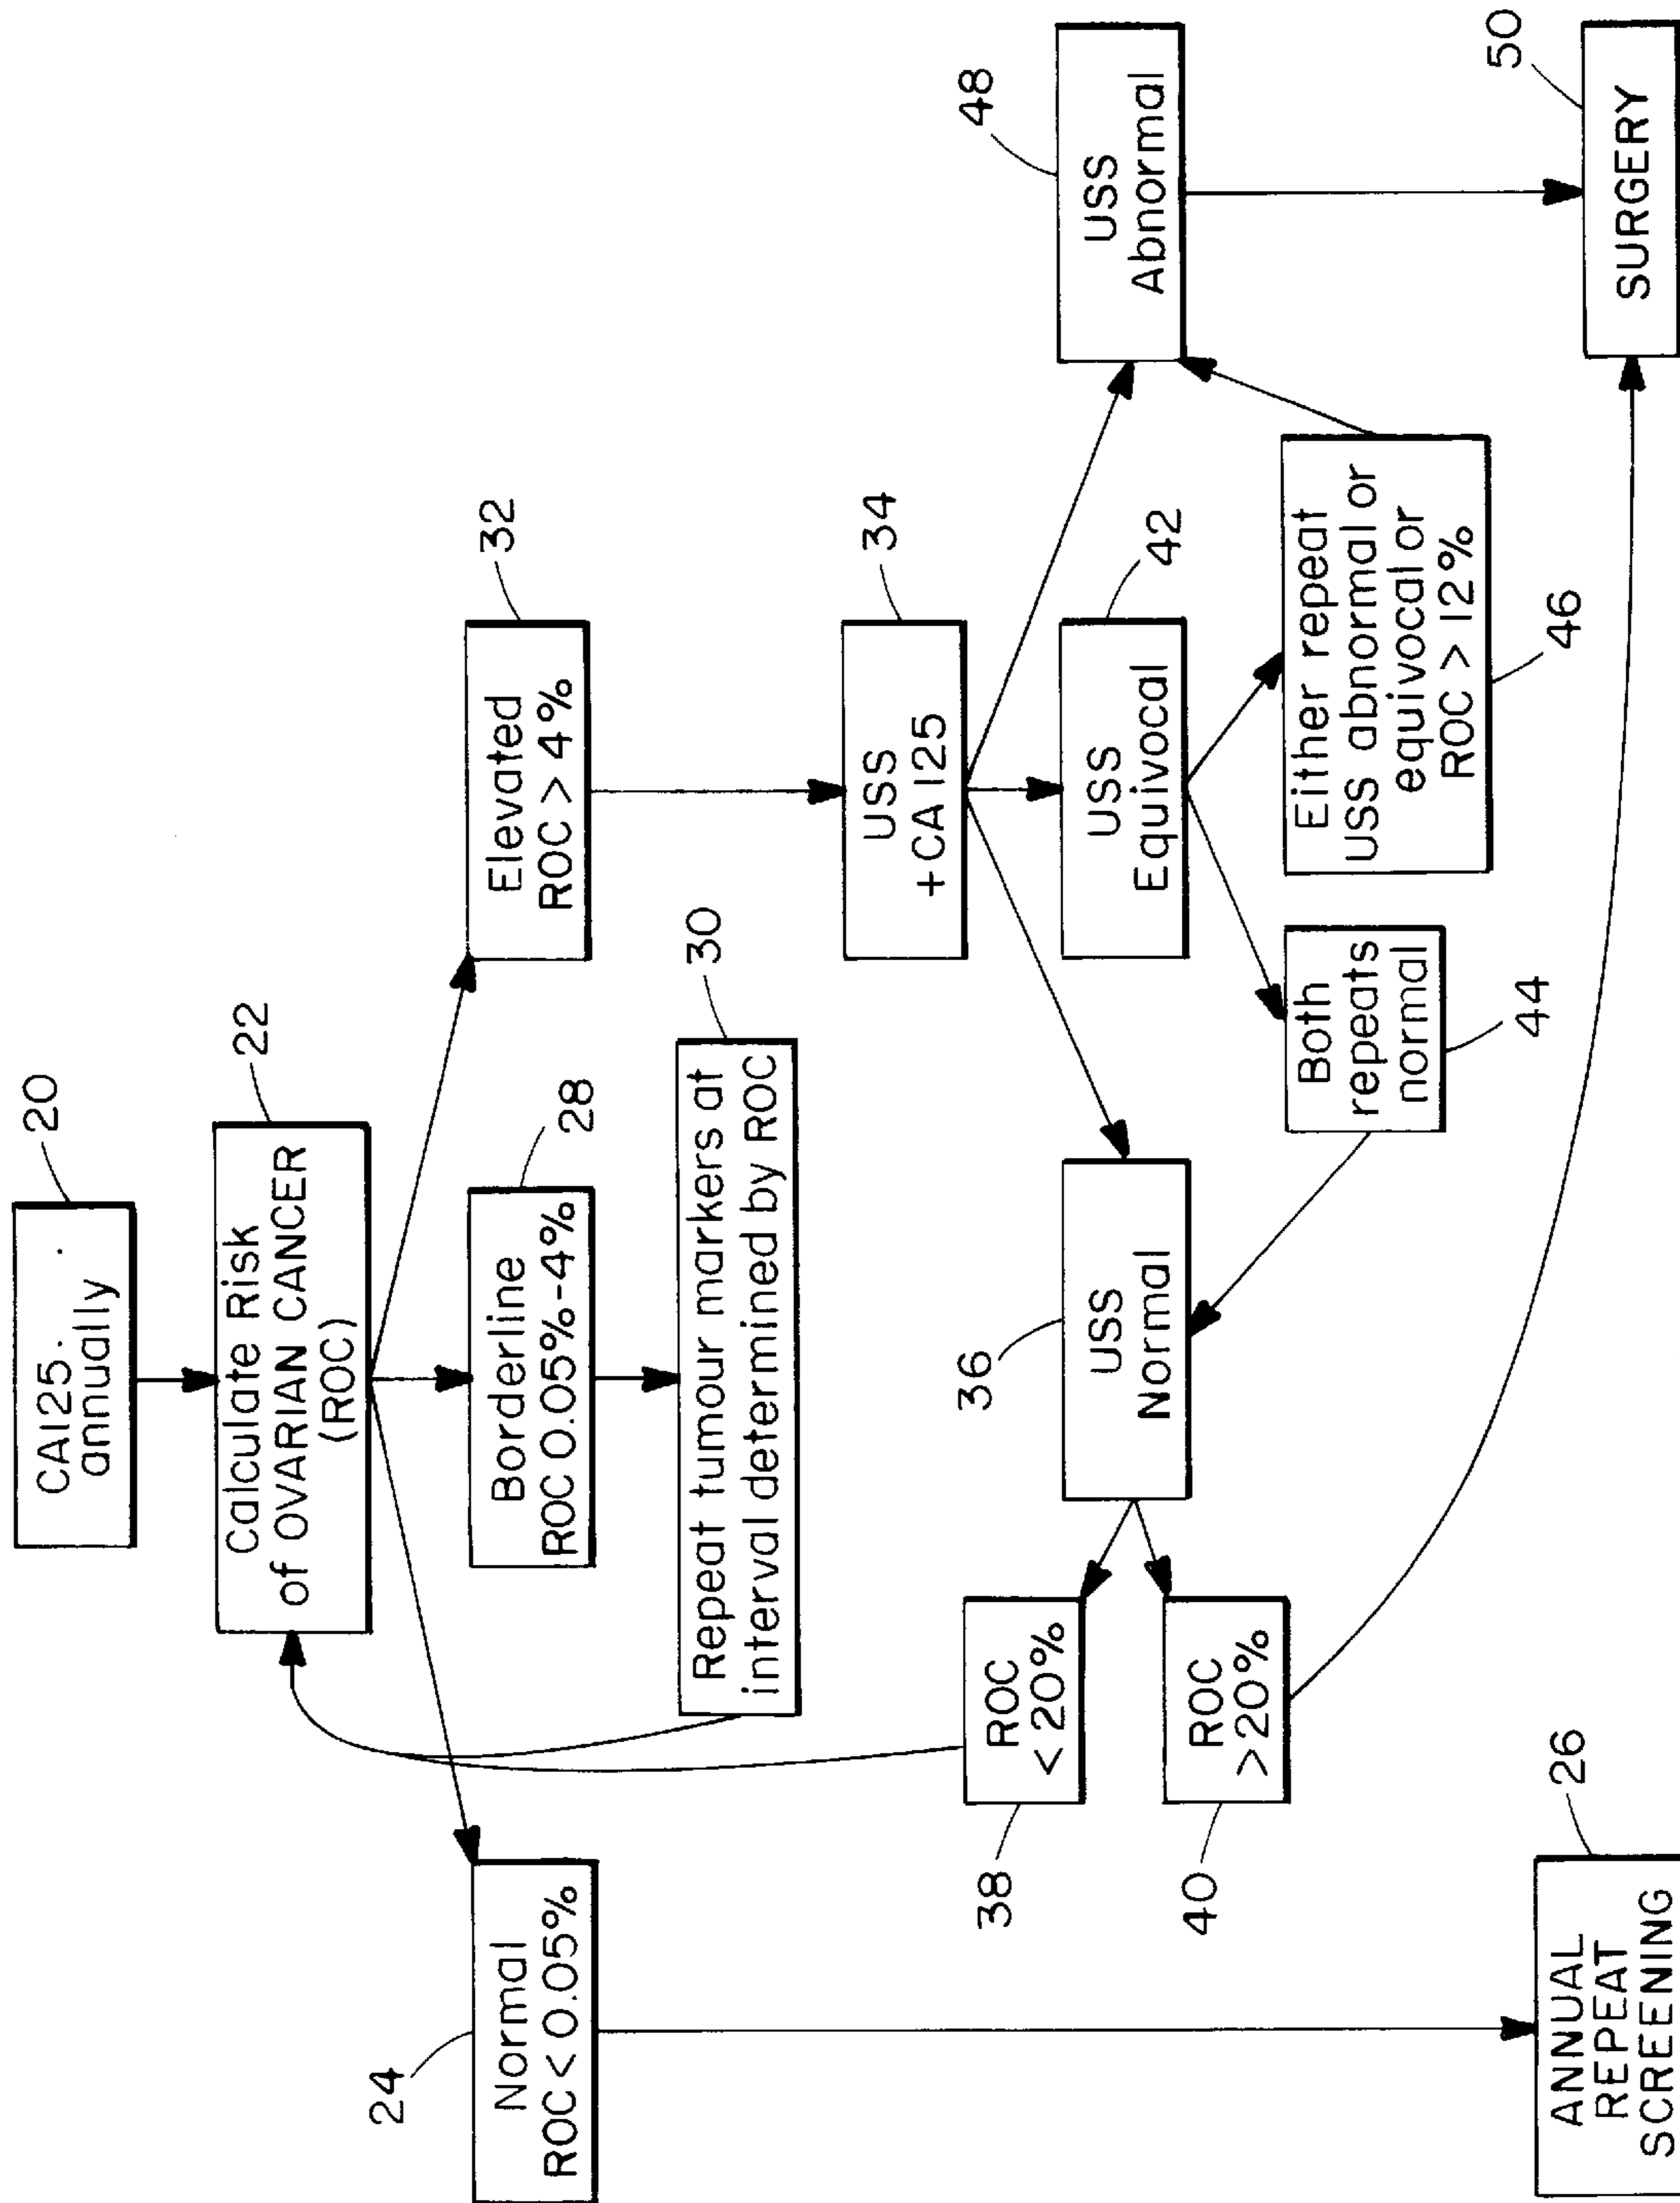 20
CA125
annually
22
Calculate Risk
of OVARIAN CANCER
(ROC)
24
Normal
ROC < 0.05%
28
Borderline
ROC 0.05%-4%
32
Elevated
ROC > 4%
30
Repeat tumour markers at
interval determined by ROC
34
USS
+CA125
36
USS
Normal
42
USS
Equivocal
48
USS
Abnormal
38
ROC
<20%
40
ROC
>20%
44
Both
repeats
normal
46
Either repeat
USS abnormal or
equivocal or
ROC > 12%
26
ANNUAL
REPEAT
SCREENING
50
SURGERY